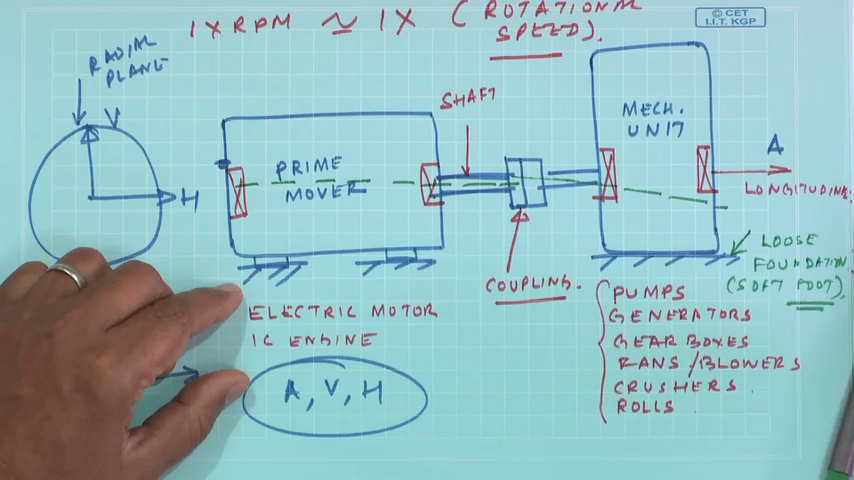 1 X RPM ~ 1X ( ROTATIONAL
SPEED).
© CET
I.I.T. KGP
RADIAL
PLANE
V
H
SHAFT
PRIME
MOVER
MECH.
UNIT
A
LONGITUDINAL
COUPLING.
LOOSE
FOUNDATION
(SOFT FOOT).
ELECTRIC MOTOR
IC ENGINE
A, V, H
PUMPS
GENERATORS
GEAR BOXES
FANS / BLOWERS
CRUSHERS
ROLLS